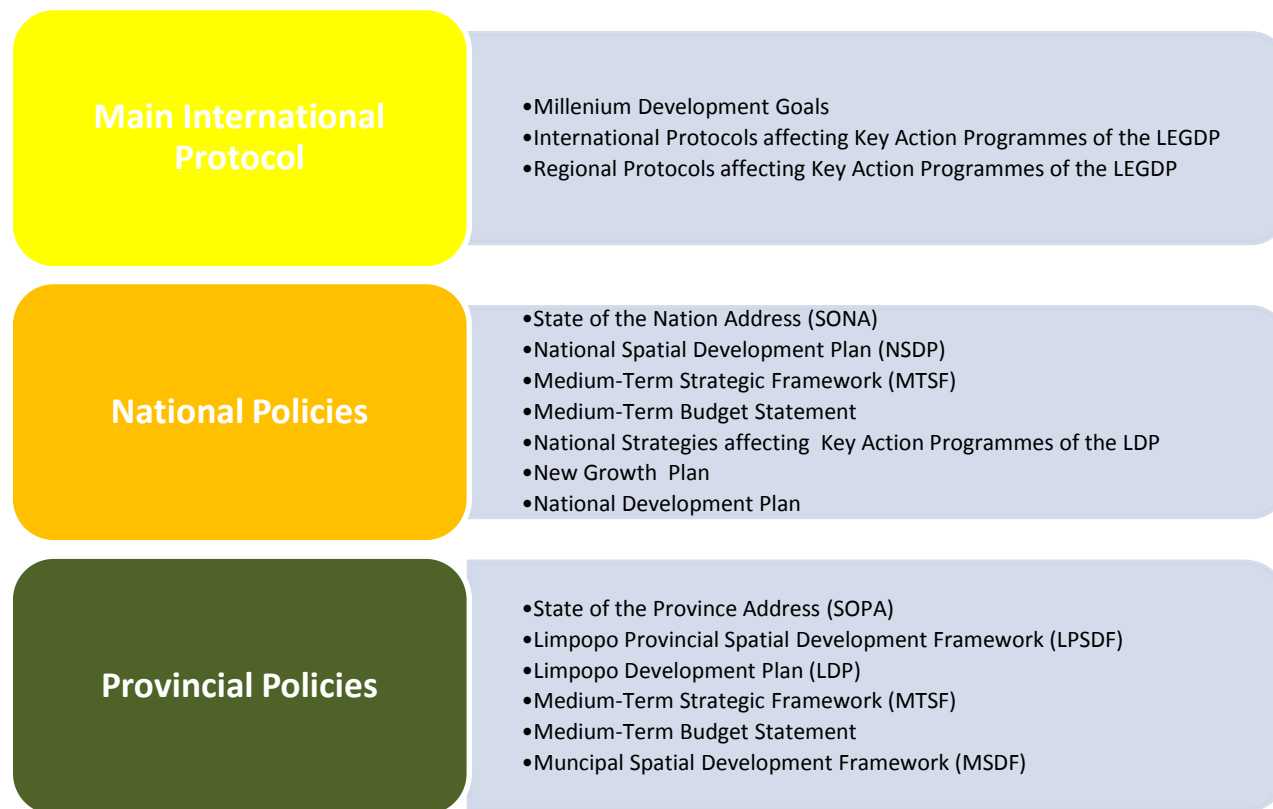 Main International
Protocol
•Millenium Development Goals
•International Protocols affecting Key Action Programmes of the LEGDP
•Regional Protocols affecting Key Action Programmes of the LEGDP
National Policies
•State of the Nation Address (SONA)
•National Spatial Development Plan (NSDP)
•Medium-Term Strategic Framework (MTSF)
•Medium-Term Budget Statement
•National Strategies affecting  Key Action Programmes of the LDP
•New Growth  Plan
•National Development Plan
Provincial Policies
•State of the Province Address (SOPA)
•Limpopo Provincial Spatial Development Framework (LPSDF)
•Limpopo Development Plan (LDP)
•Medium-Term Strategic Framework (MTSF)
•Medium-Term Budget Statement
•Muncipal Spatial Development Framework (MSDF)